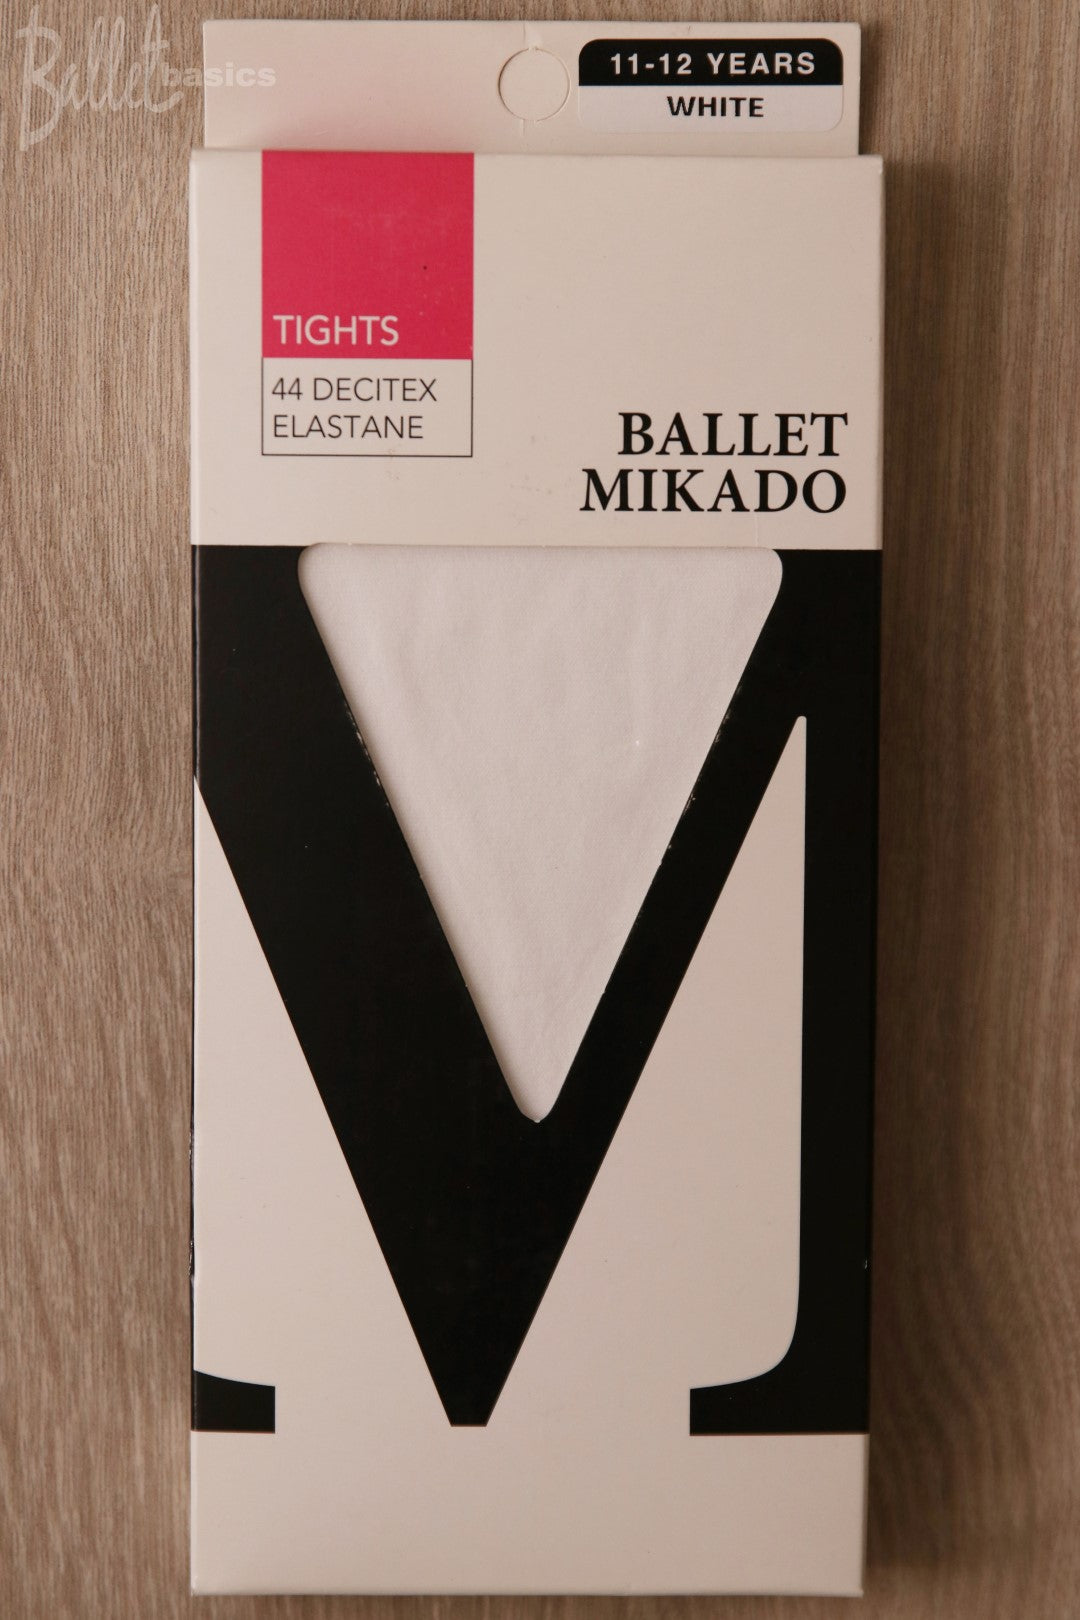 Ballet basics
11-12 YEARS
WHITE
TIGHTS
44 DECITEX
ELASTANE
BALLET
MIKADO
M